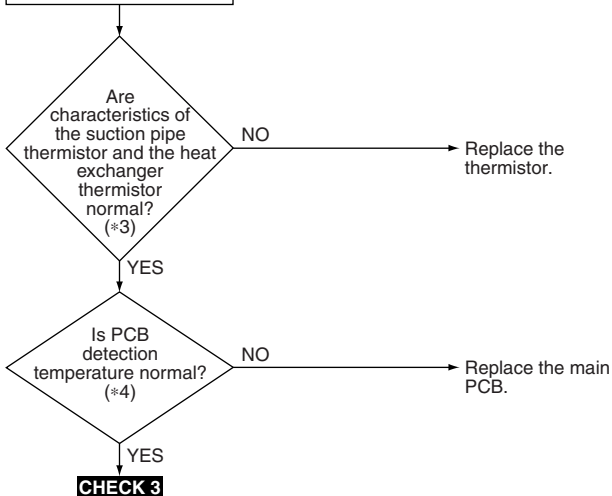 Are
characteristics of
the suction pipe
thermistor and the heat
exchanger
thermistor
normal?
(*3)
NO
Replace the
thermistor.
YES
Is PCB
detection
temperature normal?
(*4)
NO
Replace the main
PCB.
YES
CHECK 3